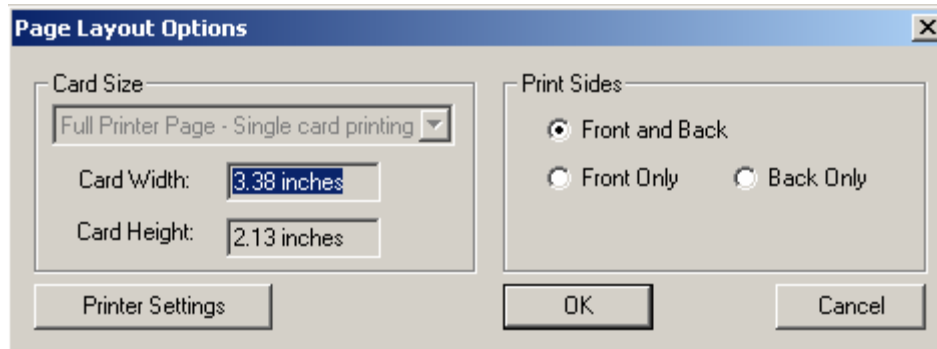 Page Layout Options
Card Size
Full Printer Page - Single card printing
Card Width: 3.38 inches
Card Height: 2.13 inches
Print Sides
Front and Back
Front Only Back Only
Printer Settings OK Cancel